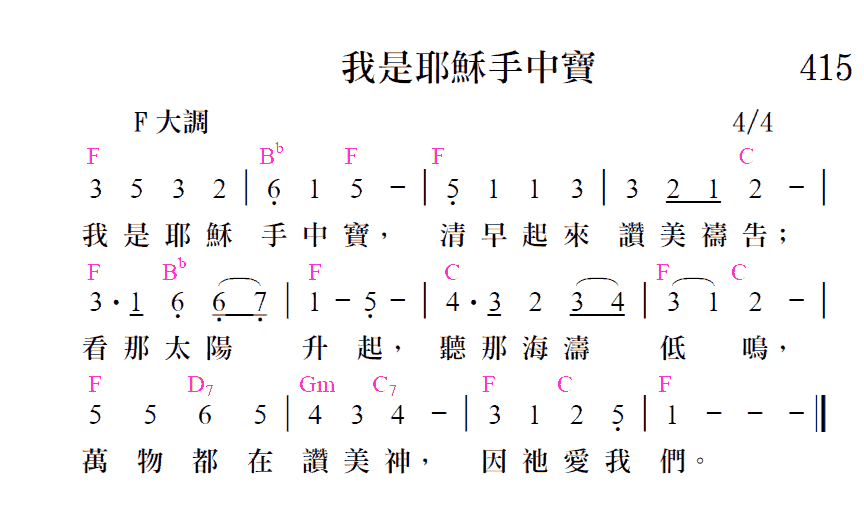 我是耶穌手中寶 415
F 大調 4/4
F B♭ F F C
3 5 3 2 | 6̣ 1 5 – | 5̣ 1 1 3 | 3 2 1 2 – |
我是耶穌 手中寶， 清早起來 讚美禱告；
F B♭ F C F C
3 · 1 6̣ 6̣ 7̣ | 1 – 5̣ – | 4 · 3 2 3 4 | 3 1 2 – |
看那太陽 升 起， 聽那海濤 低 鳴，
F D7 Gm C7 F C F
5 5 6 5 | 4 3 4 – | 3 1 2 5̣ | 1 – – – ‖
萬物都在 讚美神， 因祂愛我 們。